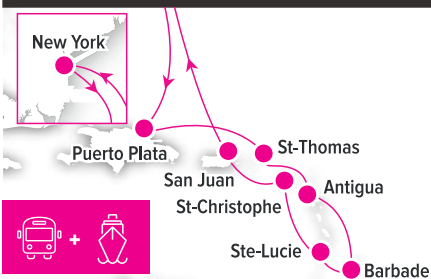 New York
Puerto Plata
St-Thomas
San Juan
Antigua
St-Christophe
Ste-Lucie
Barbade
+